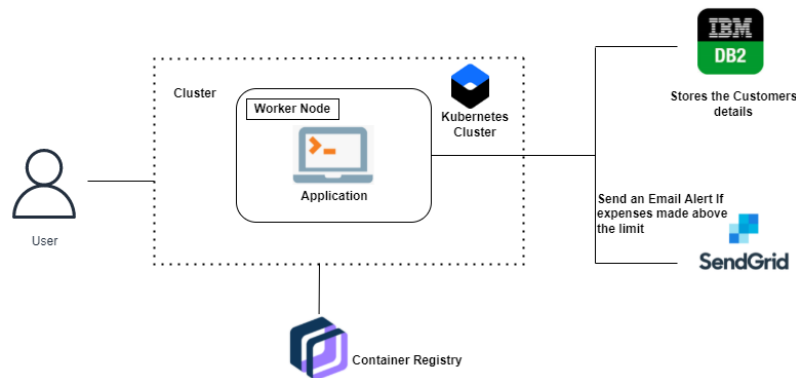 IBM
DB2
Stores the Customers
details
Cluster
Worker Node
Kubernetes
Cluster
Application
User
Send an Email Alert If
expenses made above
the limit
SendGrid
Container Registry